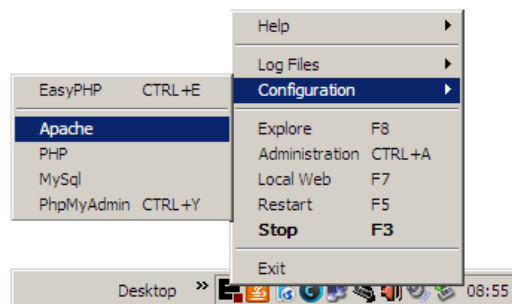 Help
Log Files
Configuration
Explore F8
Administration CTRL+A
Local Web F7
Restart F5
Stop F3
Exit
EasyPHP CTRL+E
Apache
PHP
MySql
PhpMyAdmin CTRL+Y
Desktop » 08:55